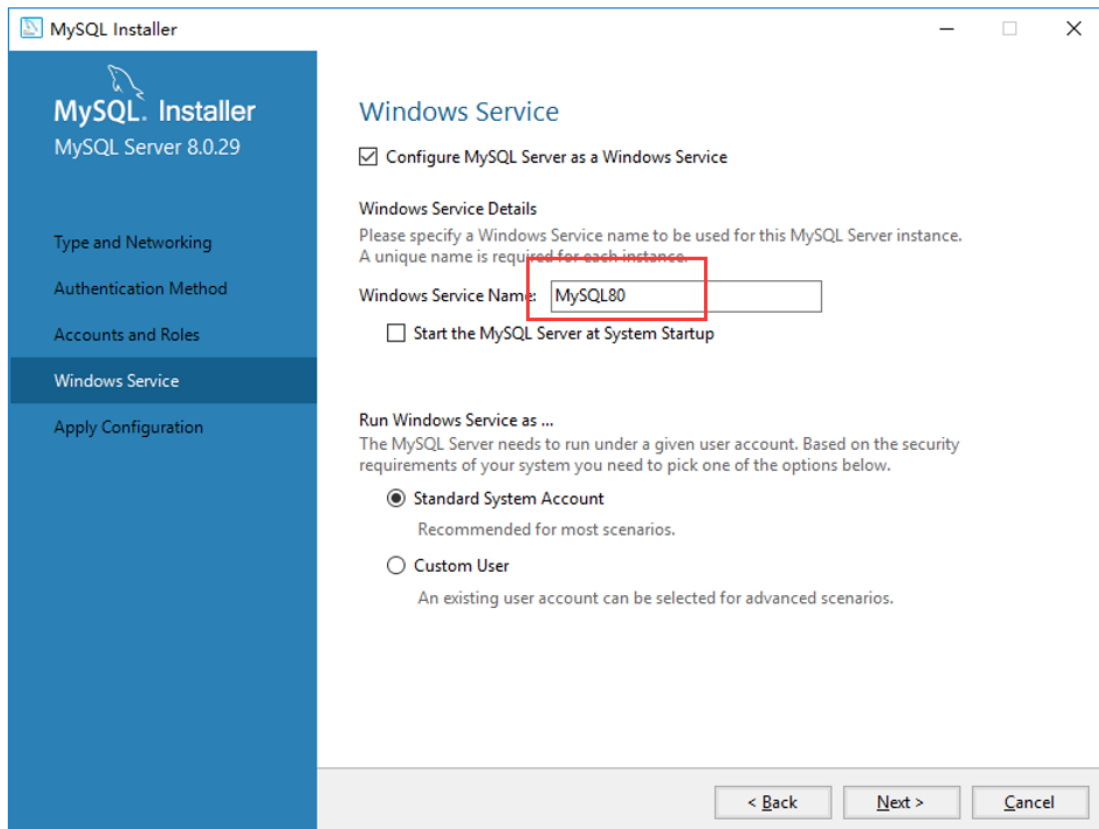 MySQL Installer
MySQL. Installer
MySQL Server 8.0.29
Type and Networking
Authentication Method
Accounts and Roles
Windows Service
Apply Configuration
Windows Service
Configure MySQL Server as a Windows Service
Windows Service Details
Please specify a Windows Service name to be used for this MySQL Server instance.
A unique name is required for each instance.
Windows Service Name: MySQL80
Start the MySQL Server at System Startup
Run Windows Service as ...
The MySQL Server needs to run under a given user account. Based on the security
requirements of your system you need to pick one of the options below.
Standard System Account
Recommended for most scenarios.
Custom User
An existing user account can be selected for advanced scenarios.
< Back Next > Cancel